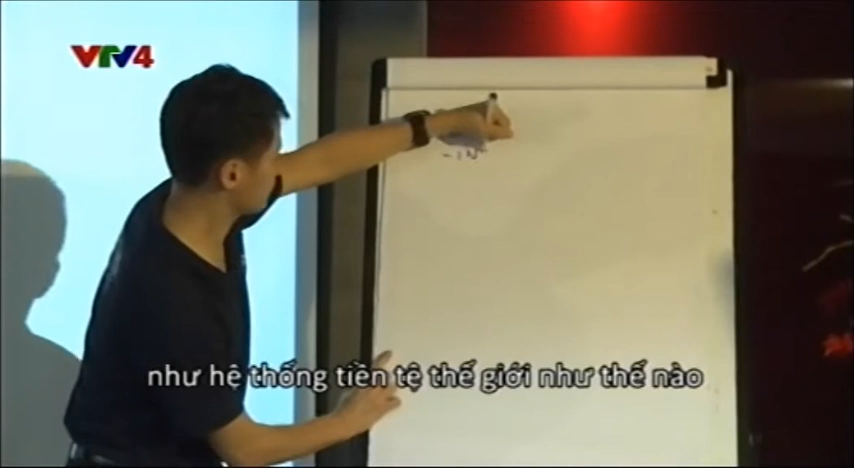 VTV4
như hệ thống tiền tệ thế giới như thế nào